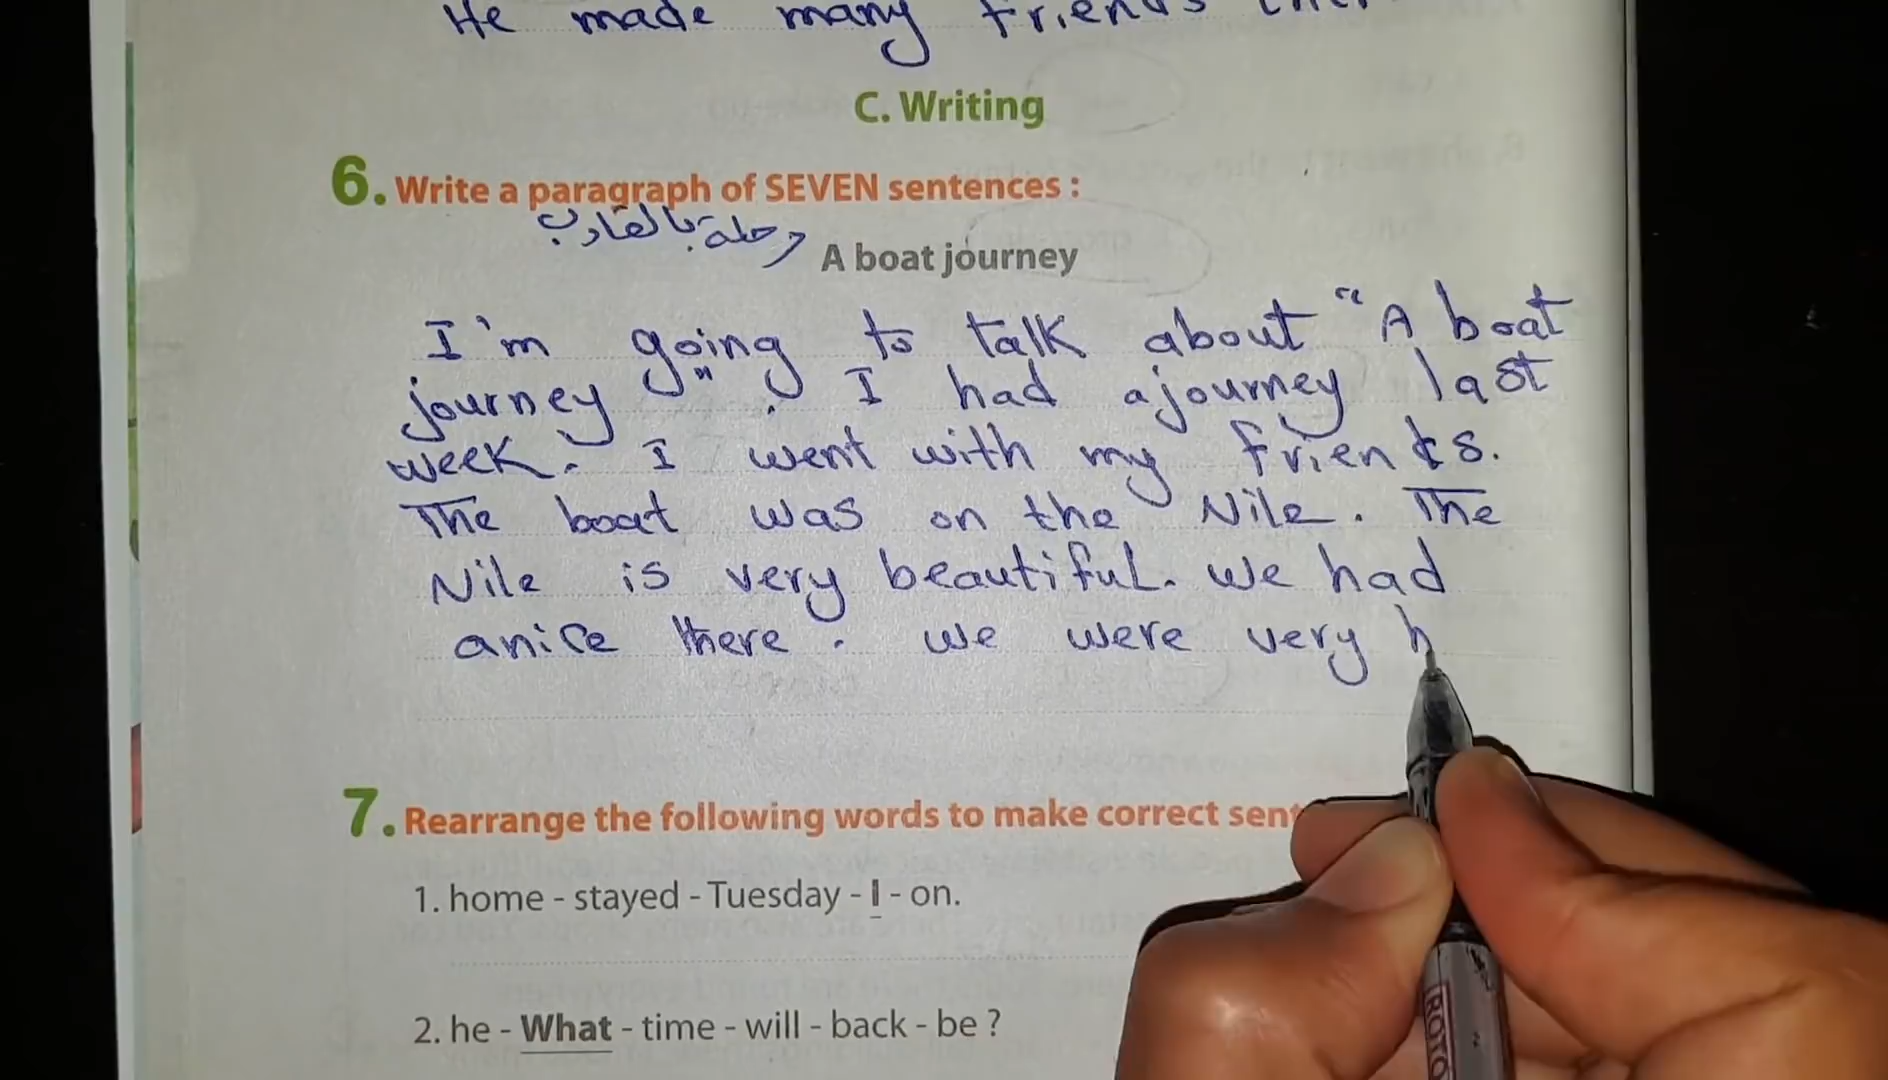 He made many friends
C. Writing
6. Write a paragraph of SEVEN sentences :
رحلة بالقارب
A boat journey
I'm going to talk about "A boat
journey". I had a journey last
week. I went with my friends.
The boat was on the Nile. The
Nile is very beautiful. We had
a nice there. We were very h
7. Rearrange the following words to make correct sent
1. home - stayed - Tuesday - I - on.
2. he - What - time - will - back - be ?
ROTO